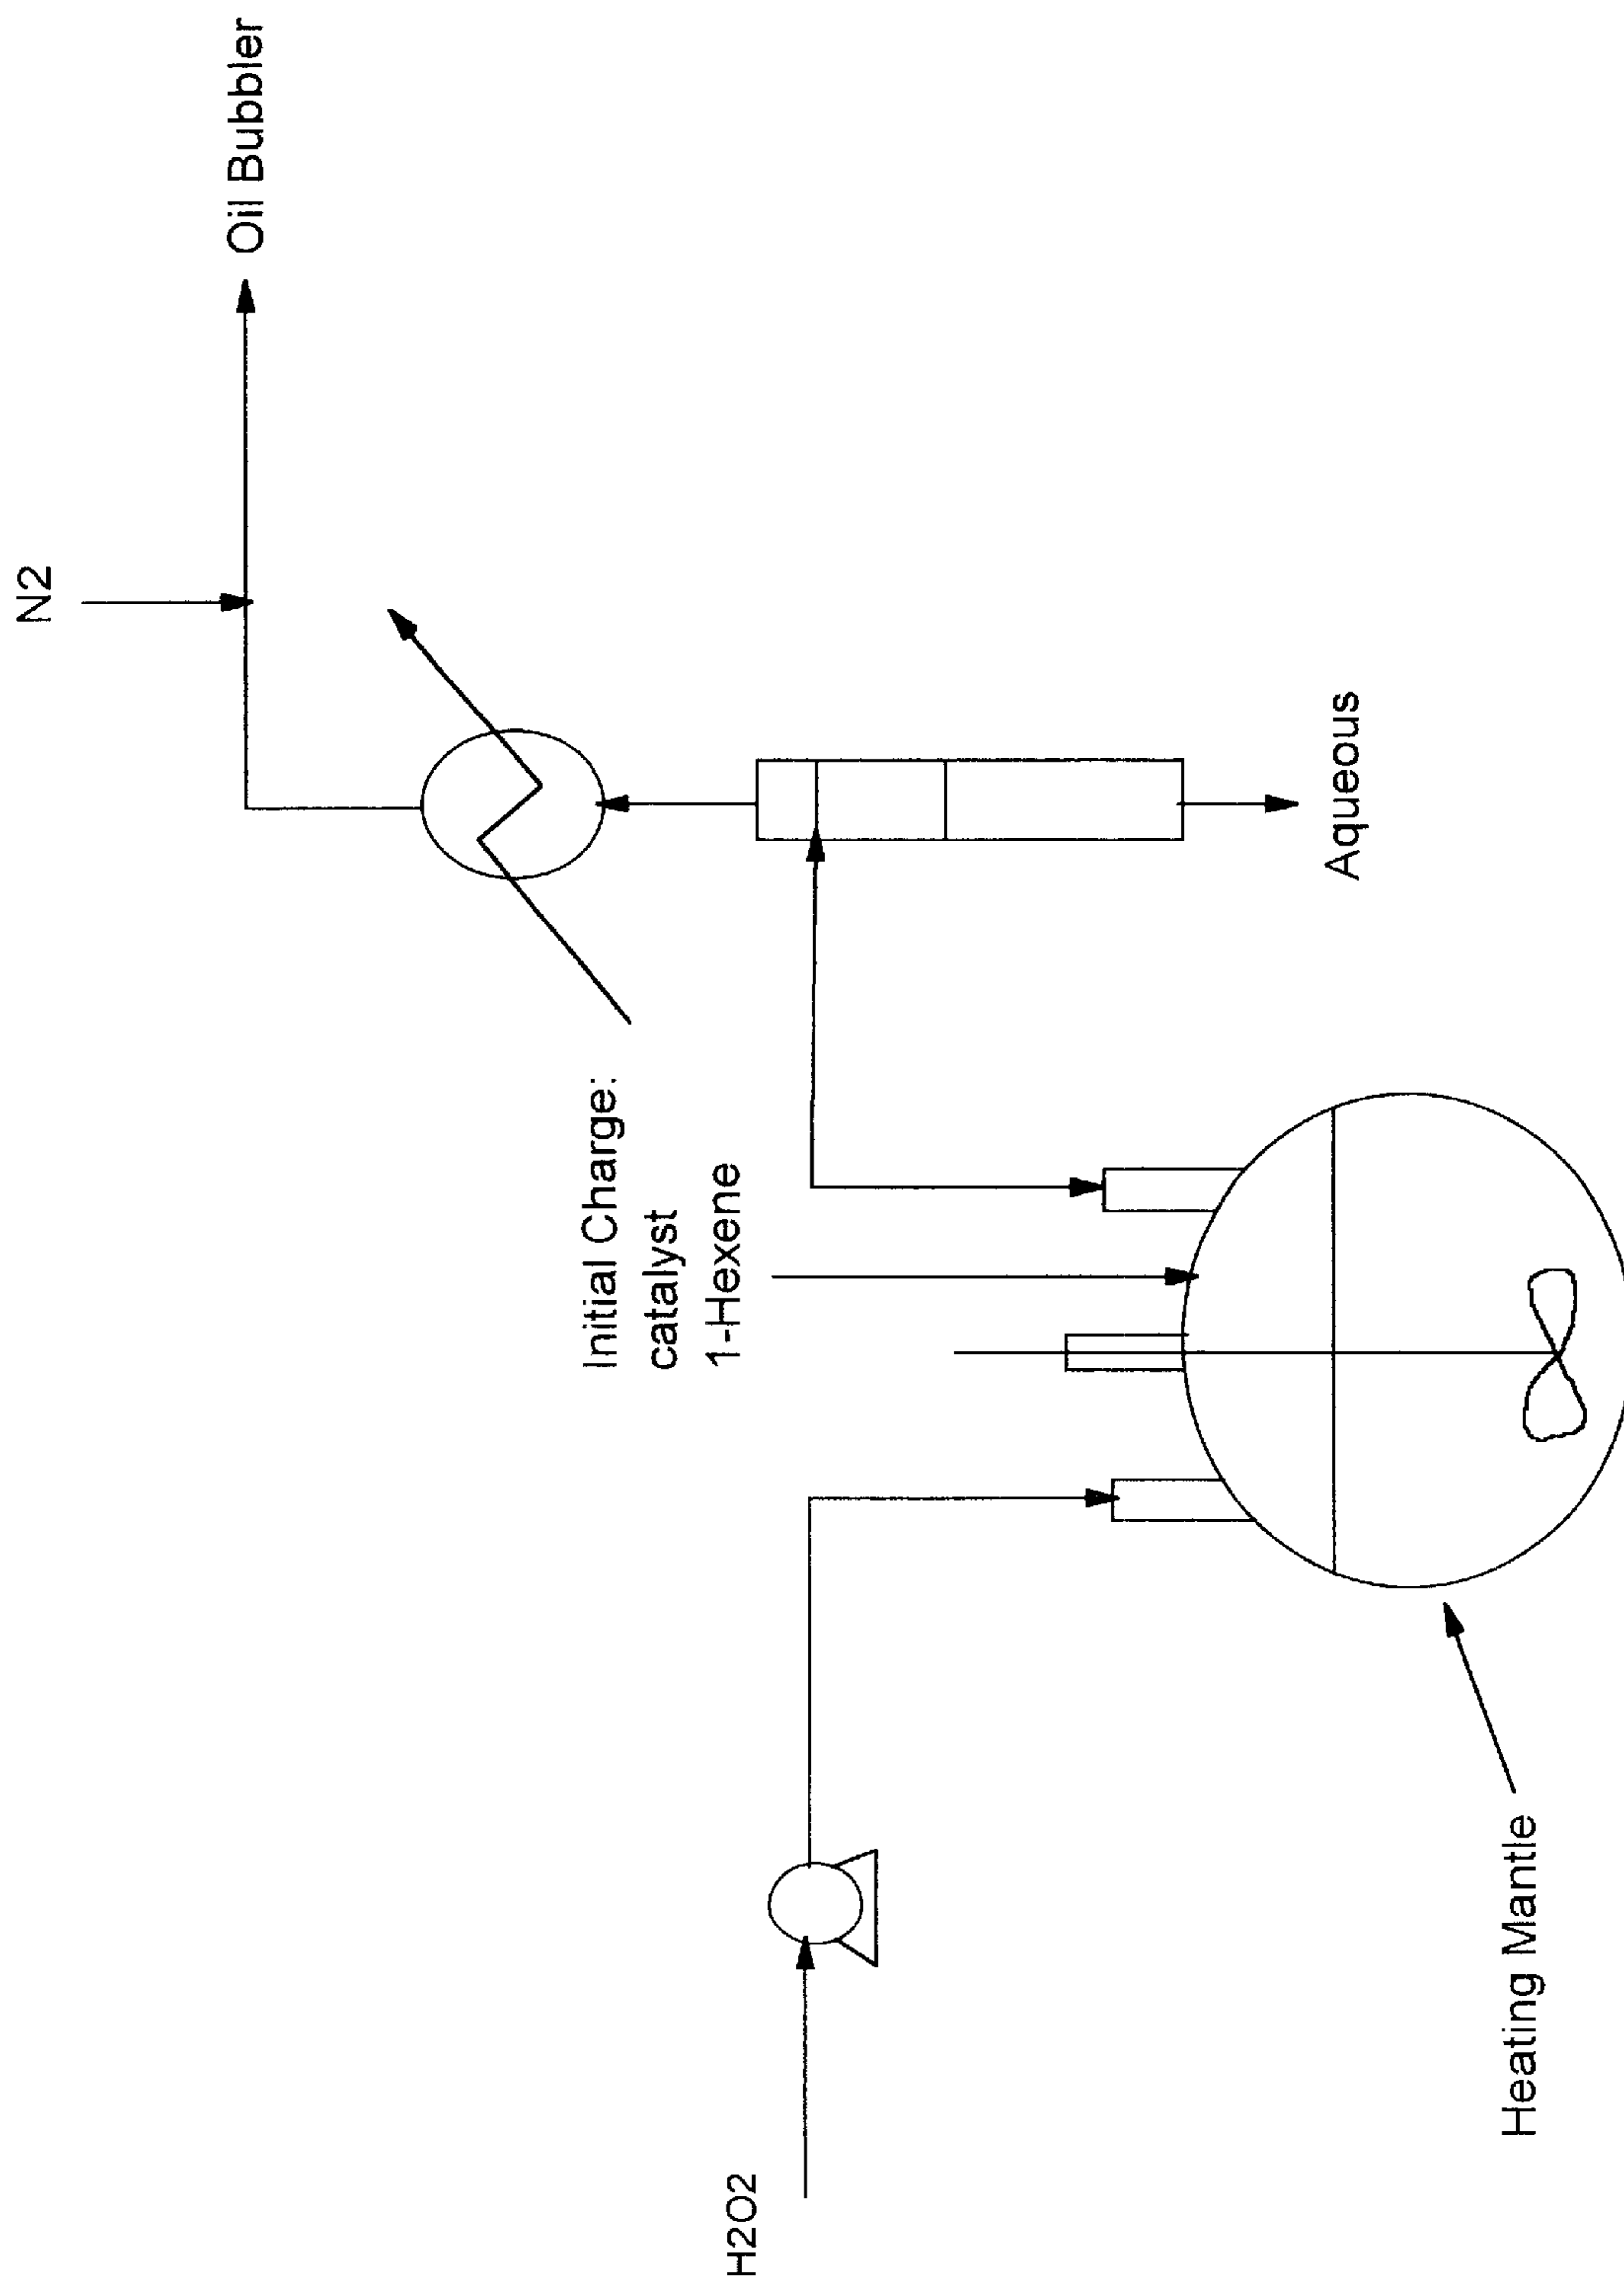 N2
Oil Bubbler
Initial Charge:
catalyst
1-Hexene
H2O2
Aqueous
Heating Mantle